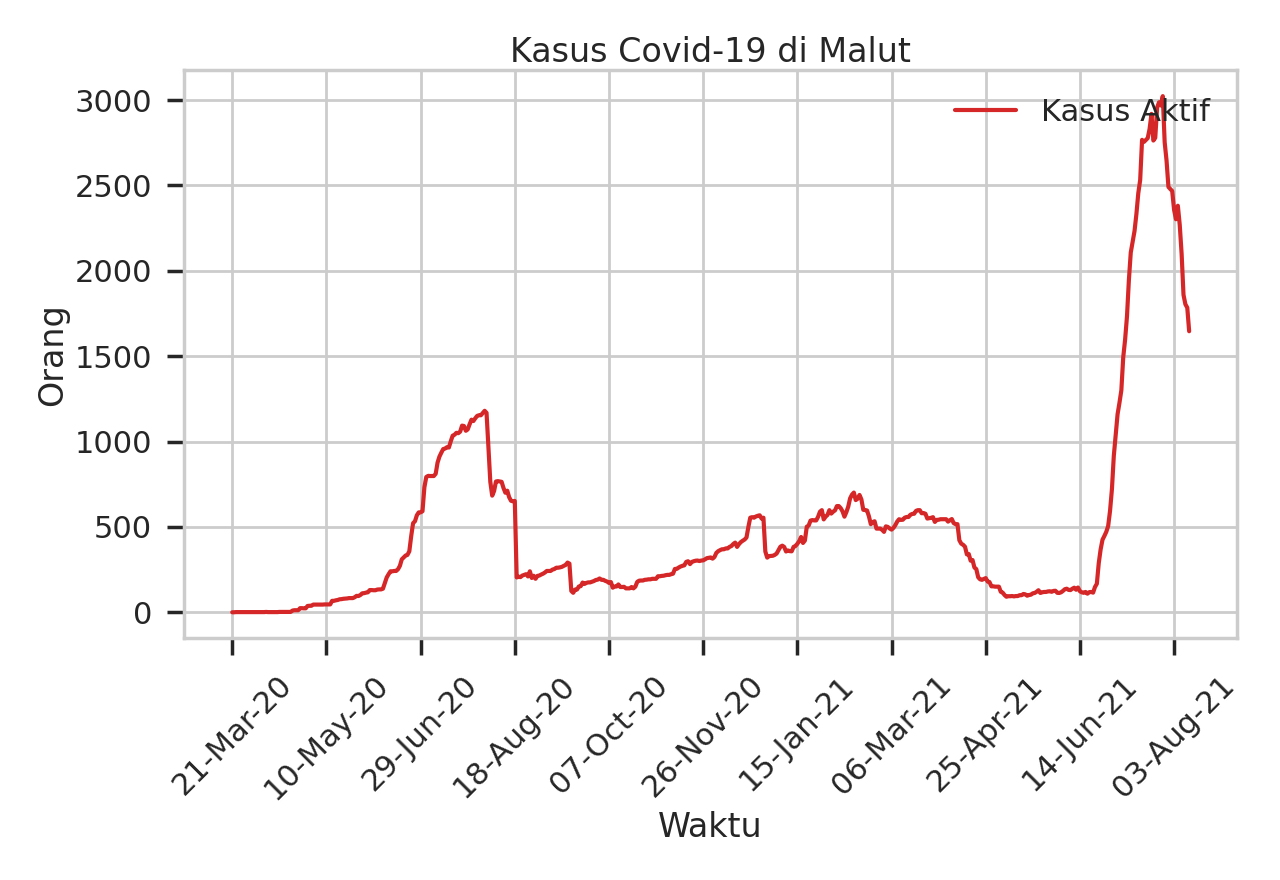 Kasus Covid-19 di Malut
Kasus Aktif
3000
2500
2000
1500
1000
500
0
Orang
21-Mar-20
10-May-20
29-Jun-20
18-Aug-20
07-Oct-20
26-Nov-20
15-Jan-21
06-Mar-21
25-Apr-21
14-Jun-21
03-Aug-21
Waktu